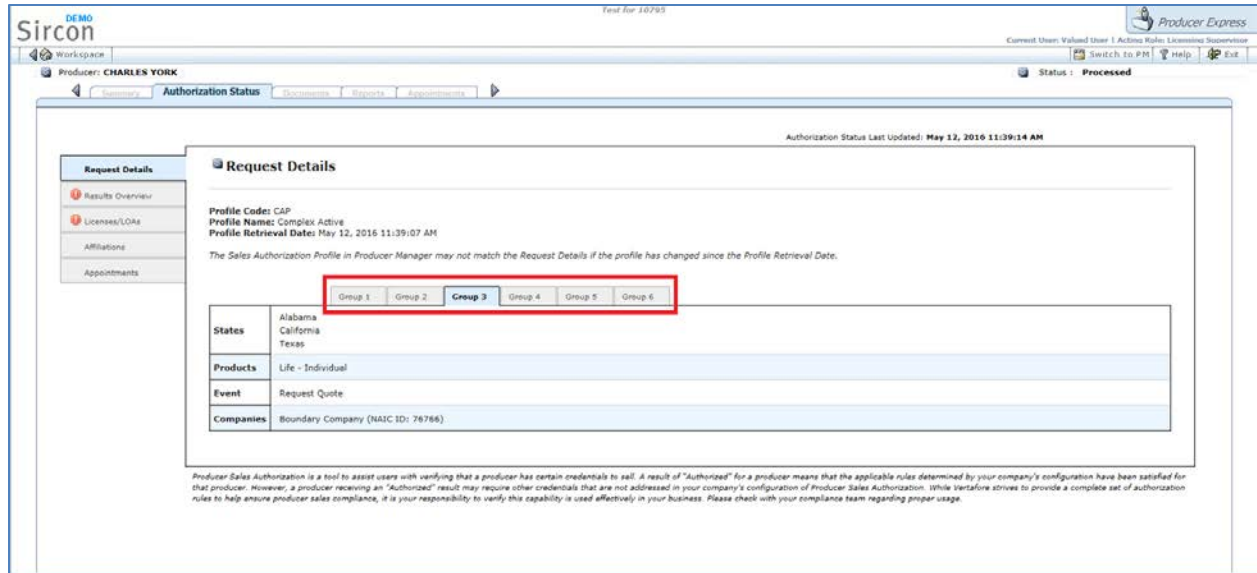 Test for 10795
DEMO
Sircon
Producer Express
Current User: Valued User | Acting Role: Licensing Supervisor
Workspace
Switch to PM Help Exit
Producer: CHARLES YORK
Status : Processed
Summary Authorization Status Documents Reports Appointments
Authorization Status Last Updated: May 12, 2016 11:39:14 AM
Request Details
Results Overview
Licenses/LOAs
Affiliations
Appointments
Request Details
Profile Code: CAP
Profile Name: Complex Active
Profile Retrieval Date: May 12, 2016 11:39:07 AM
The Sales Authorization Profile in Producer Manager may not match the Request Details if the profile has changed since the Profile Retrieval Date.
Group 1 Group 2 Group 3 Group 4 Group 5 Group 6
States
Alabama
California
Texas
Products Life - Individual
Event Request Quote
Companies Boundary Company (NAIC ID: 76766)
Producer Sales Authorization is a tool to assist users with verifying that a producer has certain credentials to sell. A result of "Authorized" for a producer means that the applicable rules determined by your company's configuration have been satisfied for
that producer. However, a producer receiving an "Authorized" result may require other credentials that are not addressed in your company's configuration of Producer Sales Authorization. While Vertafore strives to provide a complete set of authorization
rules to help ensure producer sales compliance, it is your responsibility to verify this capability is used effectively in your business. Please check with your compliance team regarding proper usage.